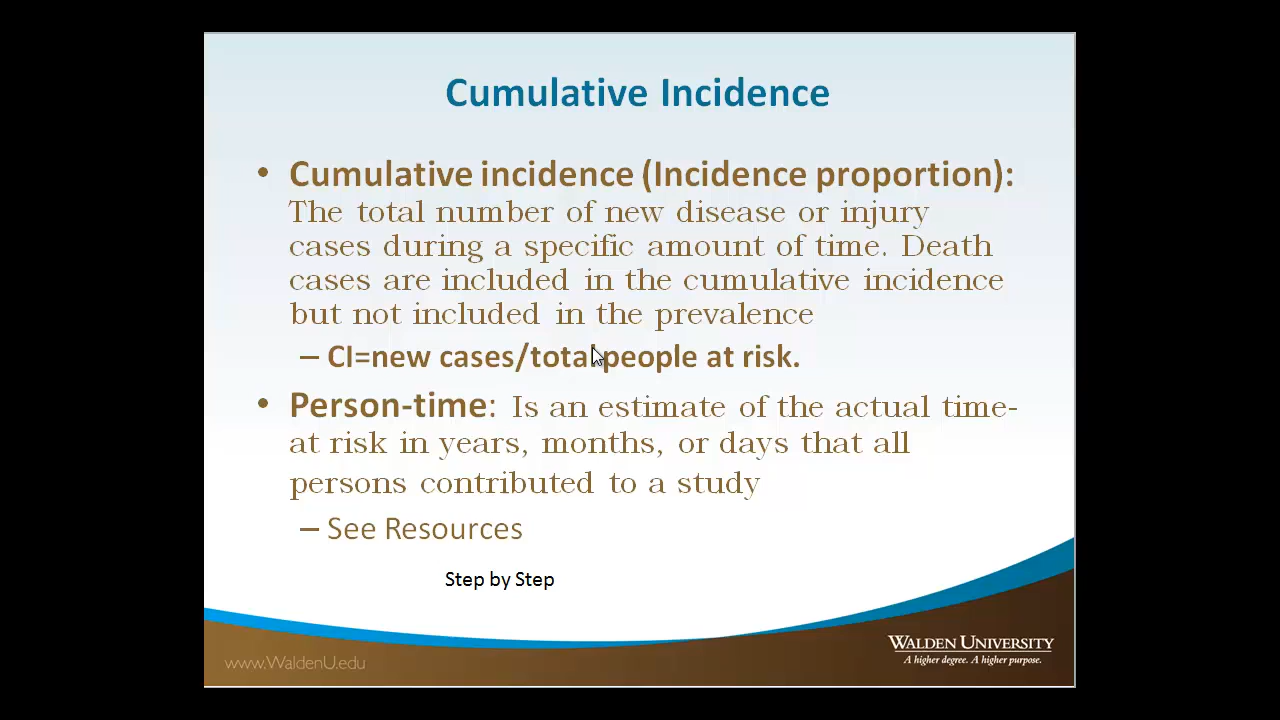 Cumulative Incidence
• Cumulative incidence (Incidence proportion):
The total number of new disease or injury
cases during a specific amount of time. Death
cases are included in the cumulative incidence
but not included in the prevalence
– CI=new cases/total people at risk.
• Person-time: Is an estimate of the actual time-
at risk in years, months, or days that all
persons contributed to a study
– See Resources
Step by Step
WALDEN UNIVERSITY
A higher degree. A higher purpose.
www.WaldenU.edu